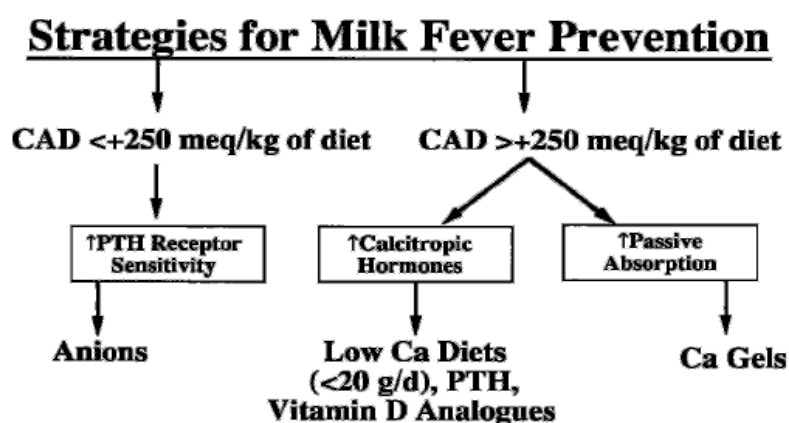 Strategies for Milk Fever Prevention
CAD <+250 meq/kg of diet
CAD >+250 meq/kg of diet
↑PTH Receptor
Sensitivity
↑Calcitropic
Hormones
↑Passive
Absorption
Anions
Low Ca Diets
(<20 g/d), PTH,
Vitamin D Analogues
Ca Gels